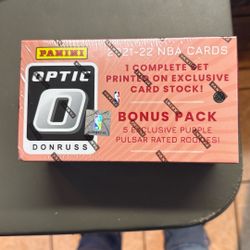 PANINI
2021-22 NBA CARDS
OPTIC
DONRUSS
1 COMPLETE SET
PRINTED ON EXCLUSIVE
CARD STOCK!
BONUS PACK
5 EXCLUSIVE PURPLE
PULSAR RATED ROOKIES!